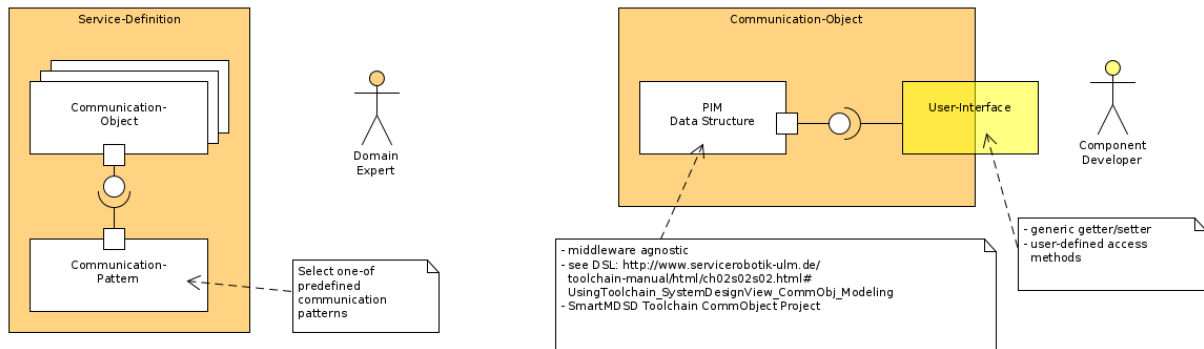 Service-Definition
Communication-
Object
Communication-
Pattern
Domain
Expert
Select one-of
predefined
communication
patterns
Communication-Object
PIM
Data Structure
User-Interface
Component
Developer
- middleware agnostic
- see DSL: http://www.servicerobotik-ulm.de/
toolchain-manual/html/ch02s02s02.html#
UsingToolchain_SystemDesignView_CommObj_Modeling
- SmartMDSD Toolchain CommObject Project
- generic getter/setter
- user-defined access
methods